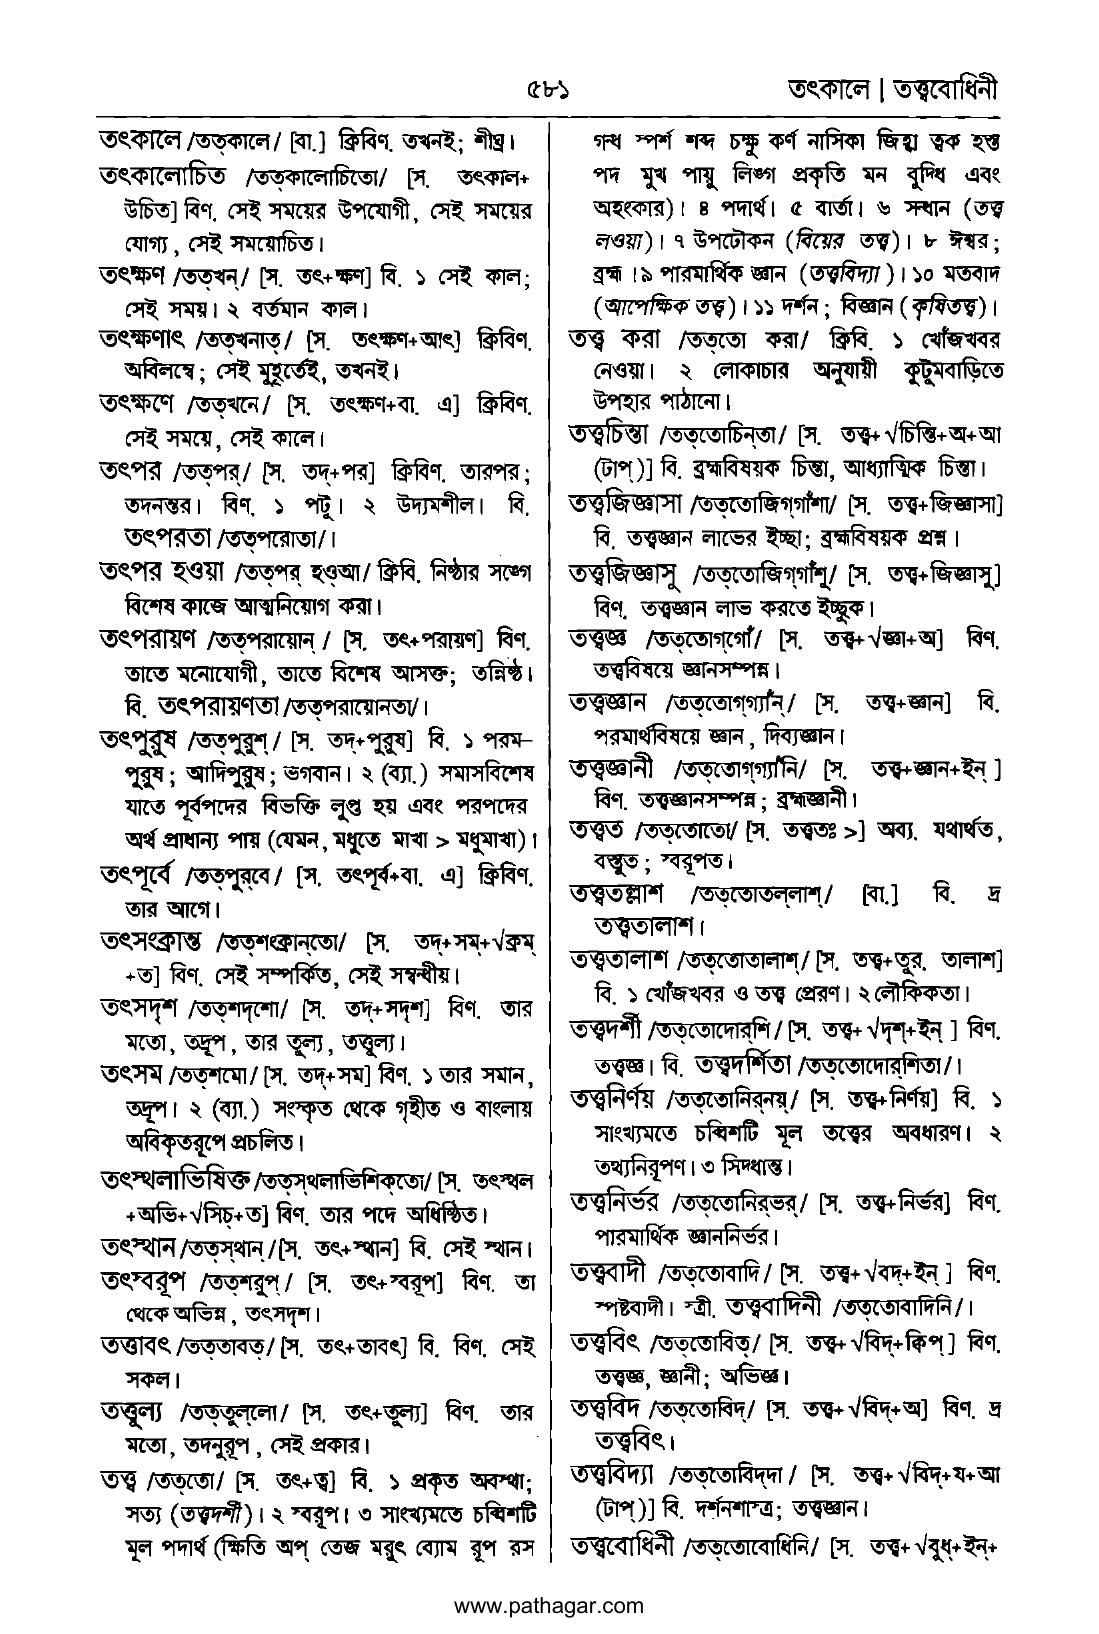 ৫৮১
তৎকালে | তত্ত্ববোধিনী
তৎকালে /তত্‌কালে/ [বা.] ক্রিবিণ. তখনই; শীঘ্র।
তৎকালোচিত /তত্‌কালোচিতো/ [স. তৎকাল+
উচিত] বিণ. সেই সময়ের উপযোগী, সেই সময়ের
যোগ্য, সেই সময়োচিত।
তৎক্ষণ /তত্‌খন্‌/ [স. তৎ+ক্ষণ] বি. ১ সেই কাল;
সেই সময়। ২ বর্তমান কাল।
তৎক্ষণাৎ /তত্‌খনাত্‌/ [স. তৎক্ষণ+আৎ] ক্রিবিণ.
অবিলম্বে; সেই মুহূর্তেই, তখনই।
তৎক্ষণে /তত্‌খনে/ [স. তৎক্ষণ+বা. এ] ক্রিবিণ.
সেই সময়ে, সেই কালে।
তৎপর /তত্‌পর্‌/ [স. তদ্‌+পর] ক্রিবিণ. তারপর;
তদনন্তর। বিণ. ১ পটু। ২ উদ্যমশীল। বি.
তৎপরতা /তত্‌পরোতা/।
তৎপর হওয়া /তত্‌পর্‌ হওআ/ ক্রিবি. নিষ্ঠার সঙ্গে
বিশেষ কাজে আত্মনিয়োগ করা।
তৎপরায়ণ /তত্‌পরায়োন্‌/ [স. তৎ+পরায়ণ] বিণ.
তাতে মনোযোগী, তাতে বিশেষ আসক্ত; তন্নিষ্ঠ।
বি. তৎপরায়ণতা /তত্‌পরায়োনতা/।
তৎপুরুষ /তত্‌পুরুশ্‌/ [স. তদ্‌+পুরুষ] বি. ১ পরম-
পুরুষ; আদিপুরুষ; ভগবান। ২ (ব্যা.) সমাসবিশেষ
যাতে পূর্বপদের বিভক্তি লুপ্ত হয় এবং পরপদের
অর্থ প্রাধান্য পায় (যেমন, মধুতে মাখা > মধুমাখা)।
তৎপূর্বে /তত্‌পুর্‌বে/ [স. তৎপূর্ব+বা. এ] ক্রিবিণ.
তার আগে।
তৎসংক্রান্ত /তত্‌শংক্রান্‌তো/ [স. তদ্‌+সম্‌+√ক্রম্‌
+ত] বিণ. সেই সম্পর্কিত, সেই সম্বন্ধীয়।
তৎসদৃশ /তত্‌শদৃশো/ [স. তদ্‌+সদৃশ] বিণ. তার
মতো, তদ্রূপ, তার তুল্য, তত্তুল্য।
তৎসম /তত্‌শমো/ [স. তদ্‌+সম] বিণ. ১ তার সমান,
তদ্রূপ। ২ (ব্যা.) সংস্কৃত থেকে গৃহীত ও বাংলায়
অবিকৃতরূপে প্রচলিত।
তৎস্থলাভিষিক্ত /তত্‌স্থলাভিশিক্‌তো/ [স. তৎস্থল
+অভি+√সিচ্‌+ত] বিণ. তার পদে অধিষ্ঠিত।
তৎস্থান /তত্‌স্থান্‌/ [স. তৎ+স্থান] বি. সেই স্থান।
তৎস্বরূপ /তত্‌শরুপ্‌/ [স. তৎ+স্বরূপ] বিণ. তা
থেকে অভিন্ন, তৎসদৃশ।
তত্তাবৎ /তত্‌তাবত্‌/ [স. তৎ+তাবৎ] বি. বিণ. সেই
সকল।
তত্তুল্য /তত্‌তুল্‌লো/ [স. তৎ+তুল্য] বিণ. তার
মতো, তদনুরূপ, সেই প্রকার।
তত্ত্ব /তত্‌তো/ [স. তৎ+ত্ব] বি. ১ প্রকৃত অবস্থা;
সত্য (তত্ত্বদর্শী)। ২ স্বরূপ। ৩ সাংখ্যমতে চব্বিশটি
মূল পদার্থ (ক্ষিতি অপ্‌ তেজ মরুৎ ব্যোম রূপ রস
গন্ধ স্পর্শ শব্দ চক্ষু কর্ণ নাসিকা জিহ্বা ত্বক হস্ত
পদ মুখ পায়ু লিঙ্গ প্রকৃতি মন বুদ্ধি এবং
অহংকার)। ৪ পদার্থ। ৫ বার্তা। ৬ সন্ধান (তত্ত্ব
লওয়া)। ৭ উপঢৌকন (বিয়ের তত্ত্ব)। ৮ ঈশ্বর;
ব্রহ্ম।৯ পারমার্থিক জ্ঞান (তত্ত্ববিদ্যা)। ১০ মতবাদ
(আপেক্ষিক তত্ত্ব)। ১১ দর্শন; বিজ্ঞান (কৃষিতত্ত্ব)।
তত্ত্ব করা /তত্‌তো করা/ ক্রিবি. ১ খোঁজখবর
নেওয়া। ২ লোকাচার অনুযায়ী কুটুমবাড়িতে
উপহার পাঠানো।
তত্ত্বচিন্তা /তত্‌তোচিন্‌তা/ [স. তত্ত্ব+√চিন্তি+অ+আ
(টাপ্‌)] বি. ব্রহ্মবিষয়ক চিন্তা, আধ্যাত্মিক চিন্তা।
তত্ত্বজিজ্ঞাসা /তত্‌তোজিগ্‌গাঁশা/ [স. তত্ত্ব+জিজ্ঞাসা]
বি. তত্ত্বজ্ঞান লাভের ইচ্ছা; ব্রহ্মবিষয়ক প্রশ্ন।
তত্ত্বজিজ্ঞাসু /তত্‌তোজিগ্‌গাঁশু/ [স. তত্ত্ব+জিজ্ঞাসু]
বিণ. তত্ত্বজ্ঞান লাভ করতে ইচ্ছুক।
তত্ত্বজ্ঞ /তত্‌তোগ্‌গোঁ/ [স. তত্ত্ব+√জ্ঞা+অ] বিণ.
তত্ত্ববিষয়ে জ্ঞানসম্পন্ন।
তত্ত্বজ্ঞান /তত্‌তোগ্‌গ্যাঁন্‌/ [স. তত্ত্ব+জ্ঞান] বি.
পরমার্থবিষয়ে জ্ঞান, দিব্যজ্ঞান।
তত্ত্বজ্ঞানী /তত্‌তোগ্‌গ্যাঁনি/ [স. তত্ত্ব+জ্ঞান+ইন্‌]
বিণ. তত্ত্বজ্ঞানসম্পন্ন; ব্রহ্মজ্ঞানী।
তত্ত্বত /তত্‌তোতো/ [স. তত্ত্বতঃ >] অব্য. যথার্থত,
বস্তুত; স্বরূপত।
তত্ত্বতল্লাশ /তত্‌তোতল্‌লাশ্‌/ [বা.] বি. দ্র
তত্ত্বতালাশ।
তত্ত্বতালাশ /তত্‌তোতালাশ্‌/ [স. তত্ত্ব+তুর. তালাশ]
বি. ১ খোঁজখবর ও তত্ত্ব প্রেরণ। ২ লৌকিকতা।
তত্ত্বদর্শী /তত্‌তোদোর্‌শি/ [স. তত্ত্ব+√দৃশ্‌+ইন্‌] বিণ.
তত্ত্বজ্ঞ। বি. তত্ত্বদর্শিতা /তত্‌তোদোর্‌শিতা/।
তত্ত্বনির্ণয় /তত্‌তোনির্‌নয়্‌/ [স. তত্ত্ব+নির্ণয়] বি. ১
সাংখ্যমতে চব্বিশটি মূল তত্ত্বের অবধারণ। ২
তথ্যনিরূপণ। ৩ সিদ্ধান্ত।
তত্ত্বনির্ভর /তত্‌তোনির্‌ভর্‌/ [স. তত্ত্ব+নির্ভর] বিণ.
পারমার্থিক জ্ঞাননির্ভর।
তত্ত্ববাদী /তত্‌তোবাদি/ [স. তত্ত্ব+√বদ্‌+ইন্‌] বিণ.
স্পষ্টবাদী। স্ত্রী. তত্ত্ববাদিনী /তত্‌তোবাদিনি/।
তত্ত্ববিৎ /তত্‌তোবিত্‌/ [স. তত্ত্ব+√বিদ্‌+ক্বিপ্‌] বিণ.
তত্ত্বজ্ঞ, জ্ঞানী; অভিজ্ঞ।
তত্ত্ববিদ /তত্‌তোবিদ্‌/ [স. তত্ত্ব+√বিদ্‌+অ] বিণ. দ্র
তত্ত্ববিৎ।
তত্ত্ববিদ্যা /তত্‌তোবিদ্‌দা/ [স. তত্ত্ব+√বিদ্‌+য+আ
(টাপ্‌)] বি. দর্শনশাস্ত্র; তত্ত্বজ্ঞান।
তত্ত্ববোধিনী /তত্‌তোবোধিনি/ [স. তত্ত্ব+√বুধ্‌+ইন্‌+
www.pathagar.com